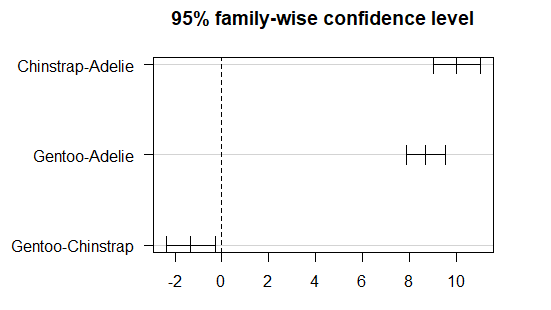 95% family-wise confidence level
Chinstrap-Adelie
Gentoo-Adelie
Gentoo-Chinstrap
-2 0 2 4 6 8 10